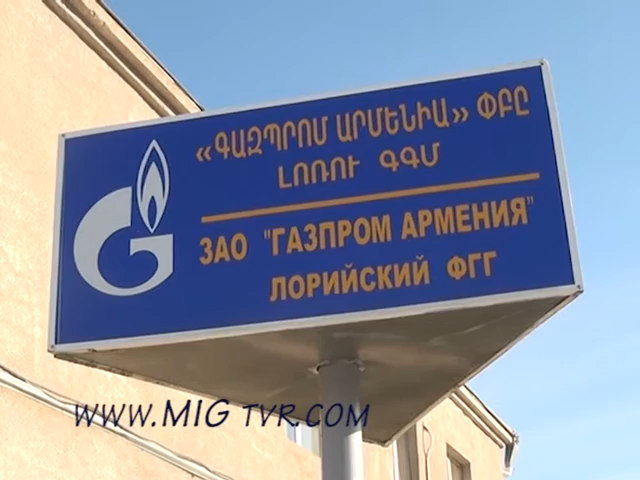 «ԳԱԶՊՐՈՄ ԱՐՄԵՆԻԱ» ՓԲԸ
ԼՈՌՈՒ ԳԳՄ
ЗАО "ГАЗПРОМ АРМЕНИЯ"
ЛОРИЙСКИЙ ФГГ
WWW.MIG TVR.COM